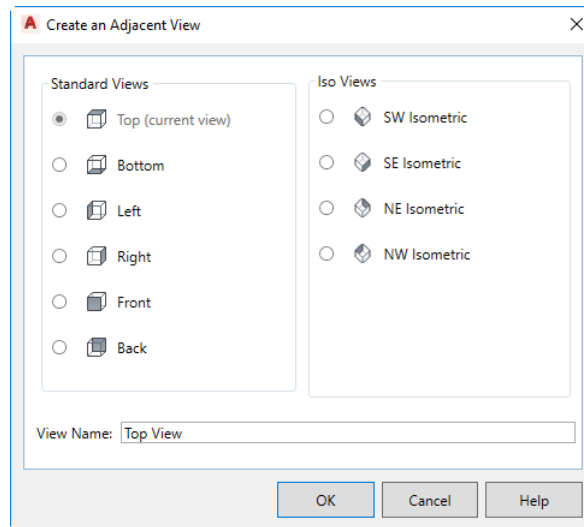 Create an Adjacent View
Standard Views
Top (current view)
Bottom
Left
Right
Front
Back
Iso Views
SW Isometric
SE Isometric
NE Isometric
NW Isometric
View Name: Top View
OK Cancel Help